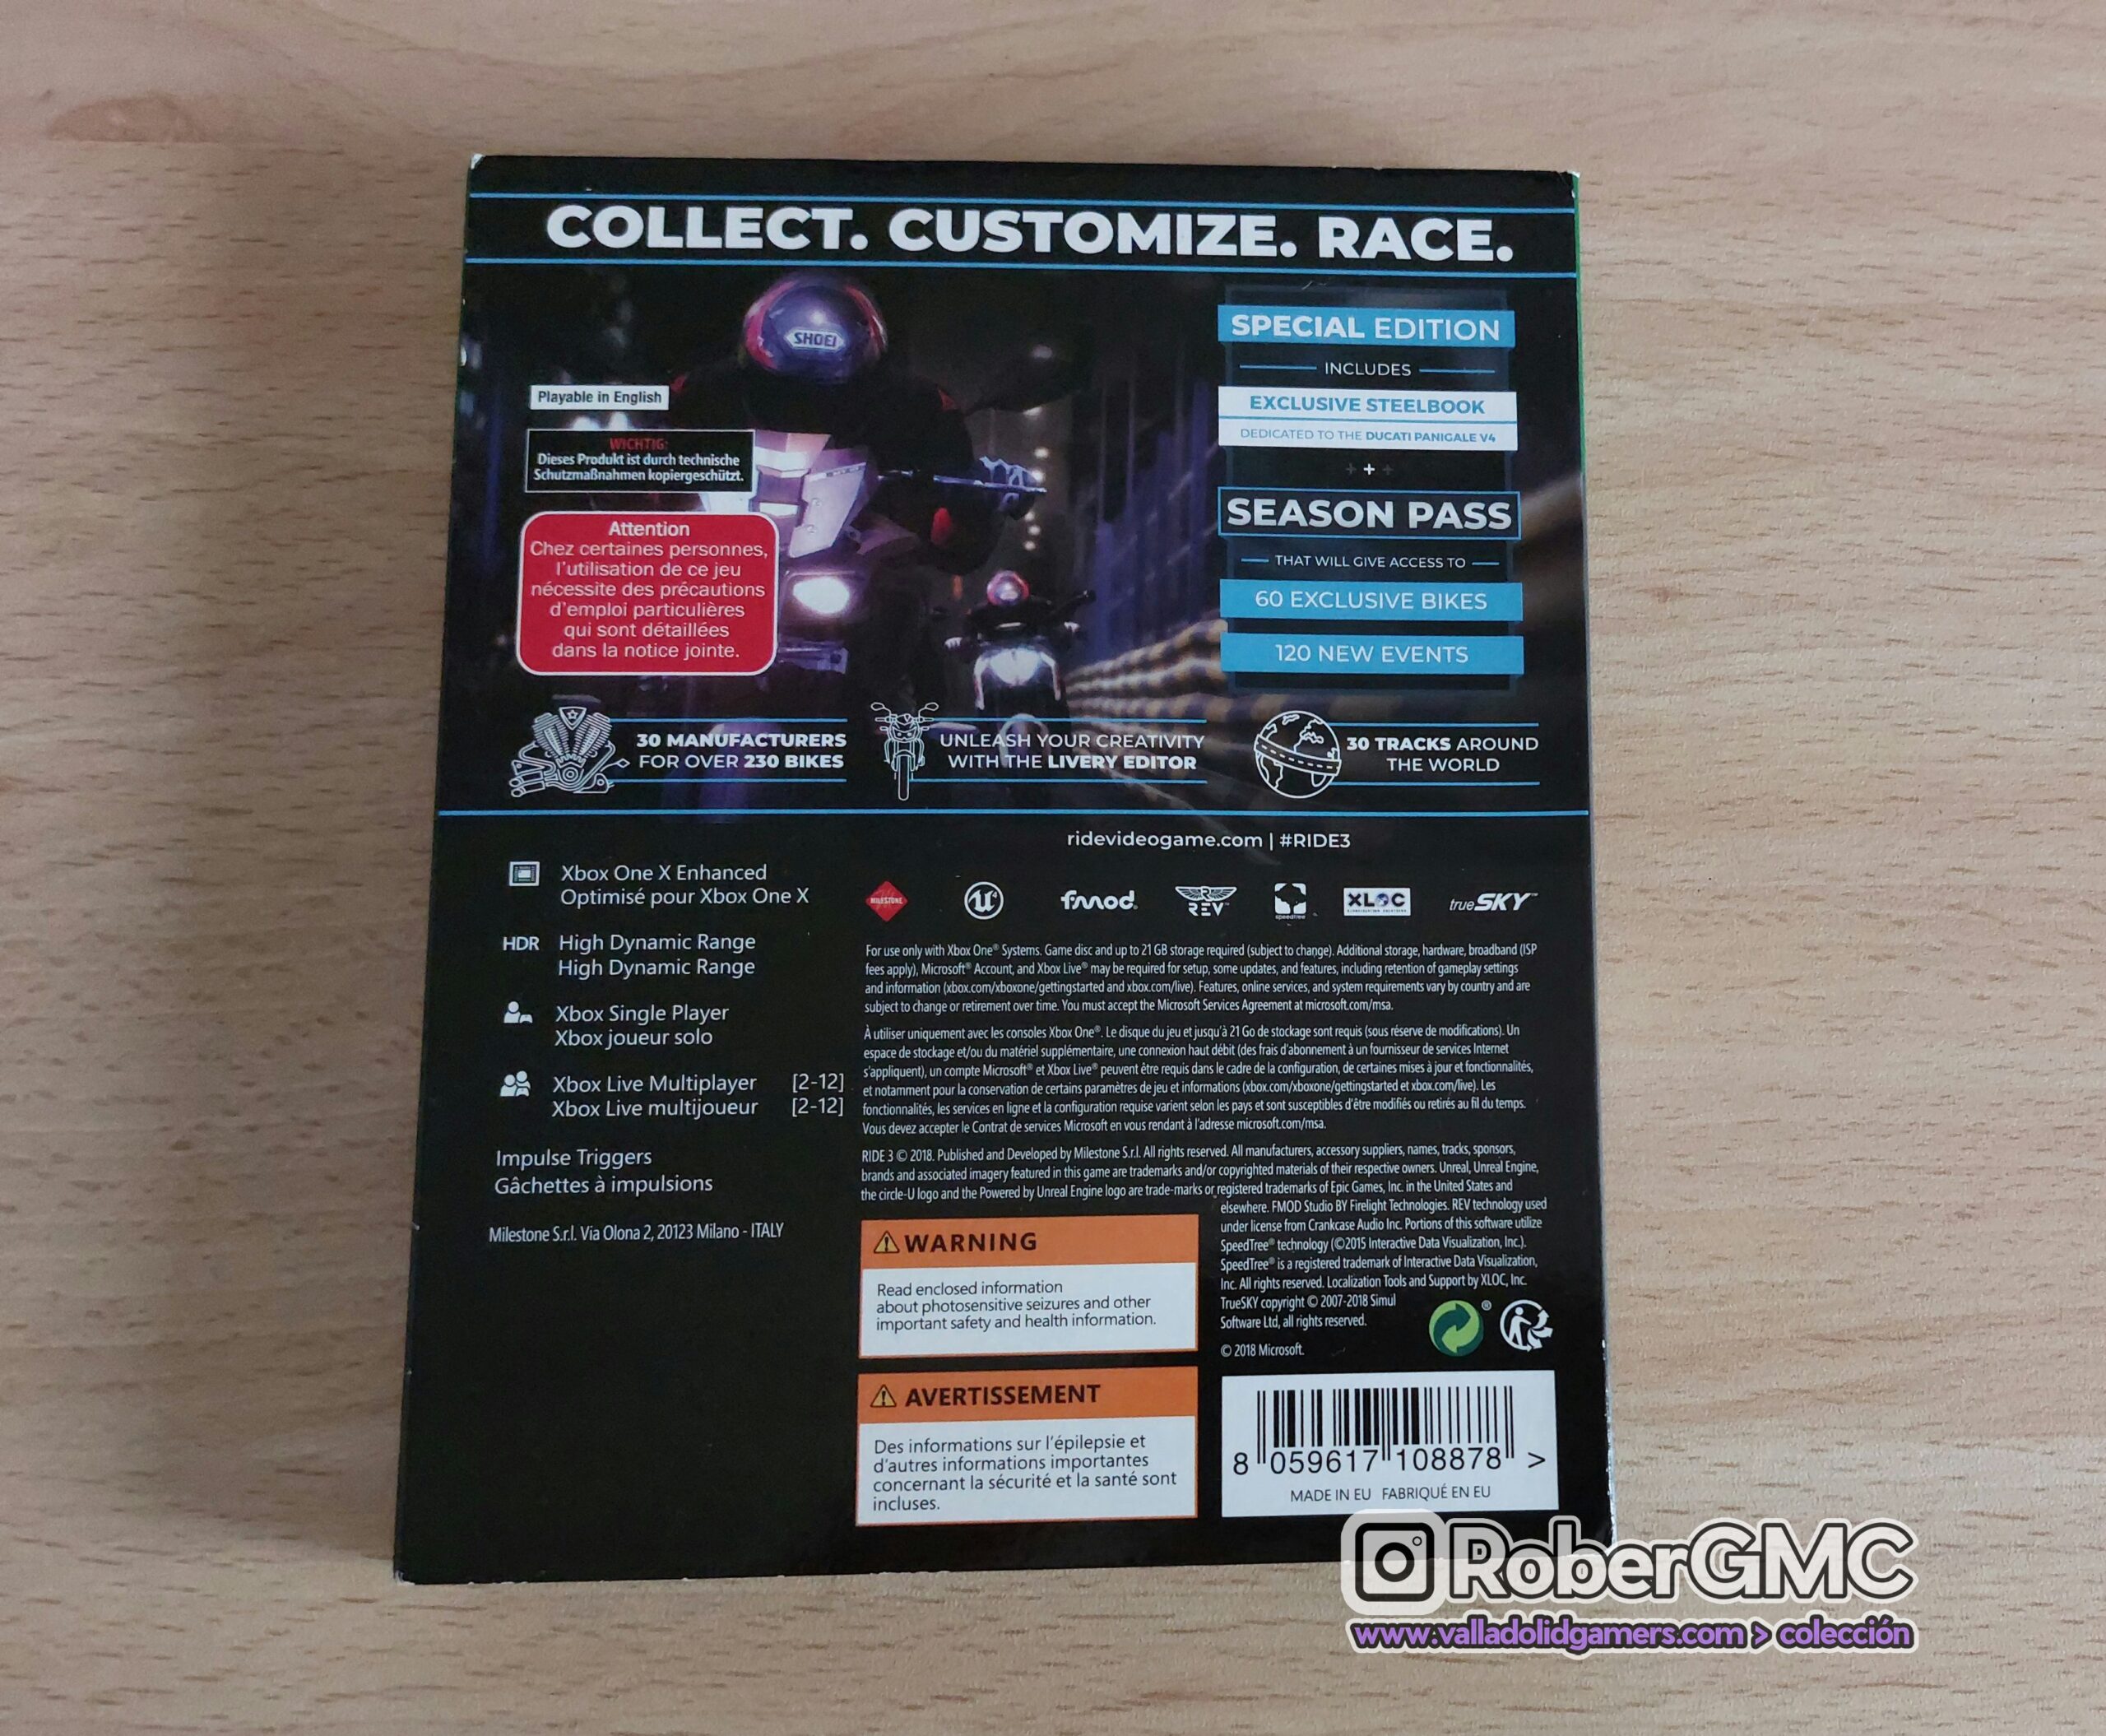 COLLECT. CUSTOMIZE. RACE.
SHOEI
Playable in English
WICHTIG:
Dieses Produkt ist durch technische
Schutzmaßnahmen kopiergeschützt.
Attention
Chez certaines personnes,
l'utilisation de ce jeu
nécessite des précautions
d'emploi particulières
qui sont détaillées
dans la notice jointe.
SPECIAL EDITION
INCLUDES
EXCLUSIVE STEELBOOK
DEDICATED TO THE DUCATI PANIGALE V4
+++
SEASON PASS
THAT WILL GIVE ACCESS TO
60 EXCLUSIVE BIKES
120 NEW EVENTS
30 MANUFACTURERS
FOR OVER 230 BIKES
UNLEASH YOUR CREATIVITY
WITH THE LIVERY EDITOR
30 TRACKS AROUND
THE WORLD
ridevideogame.com | #RIDE3
Xbox One X Enhanced
Optimisé pour Xbox One X
HDR High Dynamic Range
High Dynamic Range
Xbox Single Player
Xbox joueur solo
Xbox Live Multiplayer [2-12]
Xbox Live multijoueur [2-12]
Impulse Triggers
Gâchettes à impulsions
Milestone S.r.l. Via Olona 2, 20123 Milano - ITALY
MILESTONE
fmod.
REV
speedtree
XLOC
trueSKY™
For use only with Xbox One® Systems. Game disc and up to 21 GB storage required (subject to change). Additional storage, hardware, broadband (ISP
fees apply), Microsoft® Account, and Xbox Live® may be required for setup, some updates, and features, including retention of gameplay settings
and information (xbox.com/xboxone/gettingstarted and xbox.com/live). Features, online services, and system requirements vary by country and are
subject to change or retirement over time. You must accept the Microsoft Services Agreement at microsoft.com/msa.
À utiliser uniquement avec les consoles Xbox One®. Le disque du jeu et jusqu'à 21 Go de stockage sont requis (sous réserve de modifications). Un
espace de stockage et/ou du matériel supplémentaire, une connexion haut débit (des frais d'abonnement à un fournisseur de services Internet
s'appliquent), un compte Microsoft® et Xbox Live® peuvent être requis dans le cadre de la configuration, de certaines mises à jour et fonctionnalités,
et notamment pour la conservation de certains paramètres de jeu et informations (xbox.com/xboxone/gettingstarted et xbox.com/live). Les
fonctionnalités, les services en ligne et la configuration requise varient selon les pays et sont susceptibles d'être modifiés ou retirés au fil du temps.
Vous devez accepter le Contrat de services Microsoft en vous rendant à l'adresse microsoft.com/msa.
RIDE 3 © 2018. Published and Developed by Milestone S.r.l. All rights reserved. All manufacturers, accessory suppliers, names, tracks, sponsors,
brands and associated imagery featured in this game are trademarks and/or copyrighted materials of their respective owners. Unreal, Unreal Engine,
the circle-U logo and the Powered by Unreal Engine logo are trade-marks or registered trademarks of Epic Games, Inc. in the United States and
elsewhere. FMOD Studio BY Firelight Technologies. REV technology used
under license from Crankcase Audio Inc. Portions of this software utilize
SpeedTree® technology (©2015 Interactive Data Visualization, Inc.).
SpeedTree® is a registered trademark of Interactive Data Visualization,
Inc. All rights reserved. Localization Tools and Support by XLOC, Inc.
TrueSKY copyright © 2007-2018 Simul
Software Ltd, all rights reserved.
© 2018 Microsoft.
WARNING
Read enclosed information
about photosensitive seizures and other
important safety and health information.
AVERTISSEMENT
Des informations sur l'épilepsie et
d'autres informations importantes
concernant la sécurité et la santé sont
incluses.
8 059617 108878 >
MADE IN EU FABRIQUÉ EN EU
RoberGMC
www.valladolidgamers.com > colección